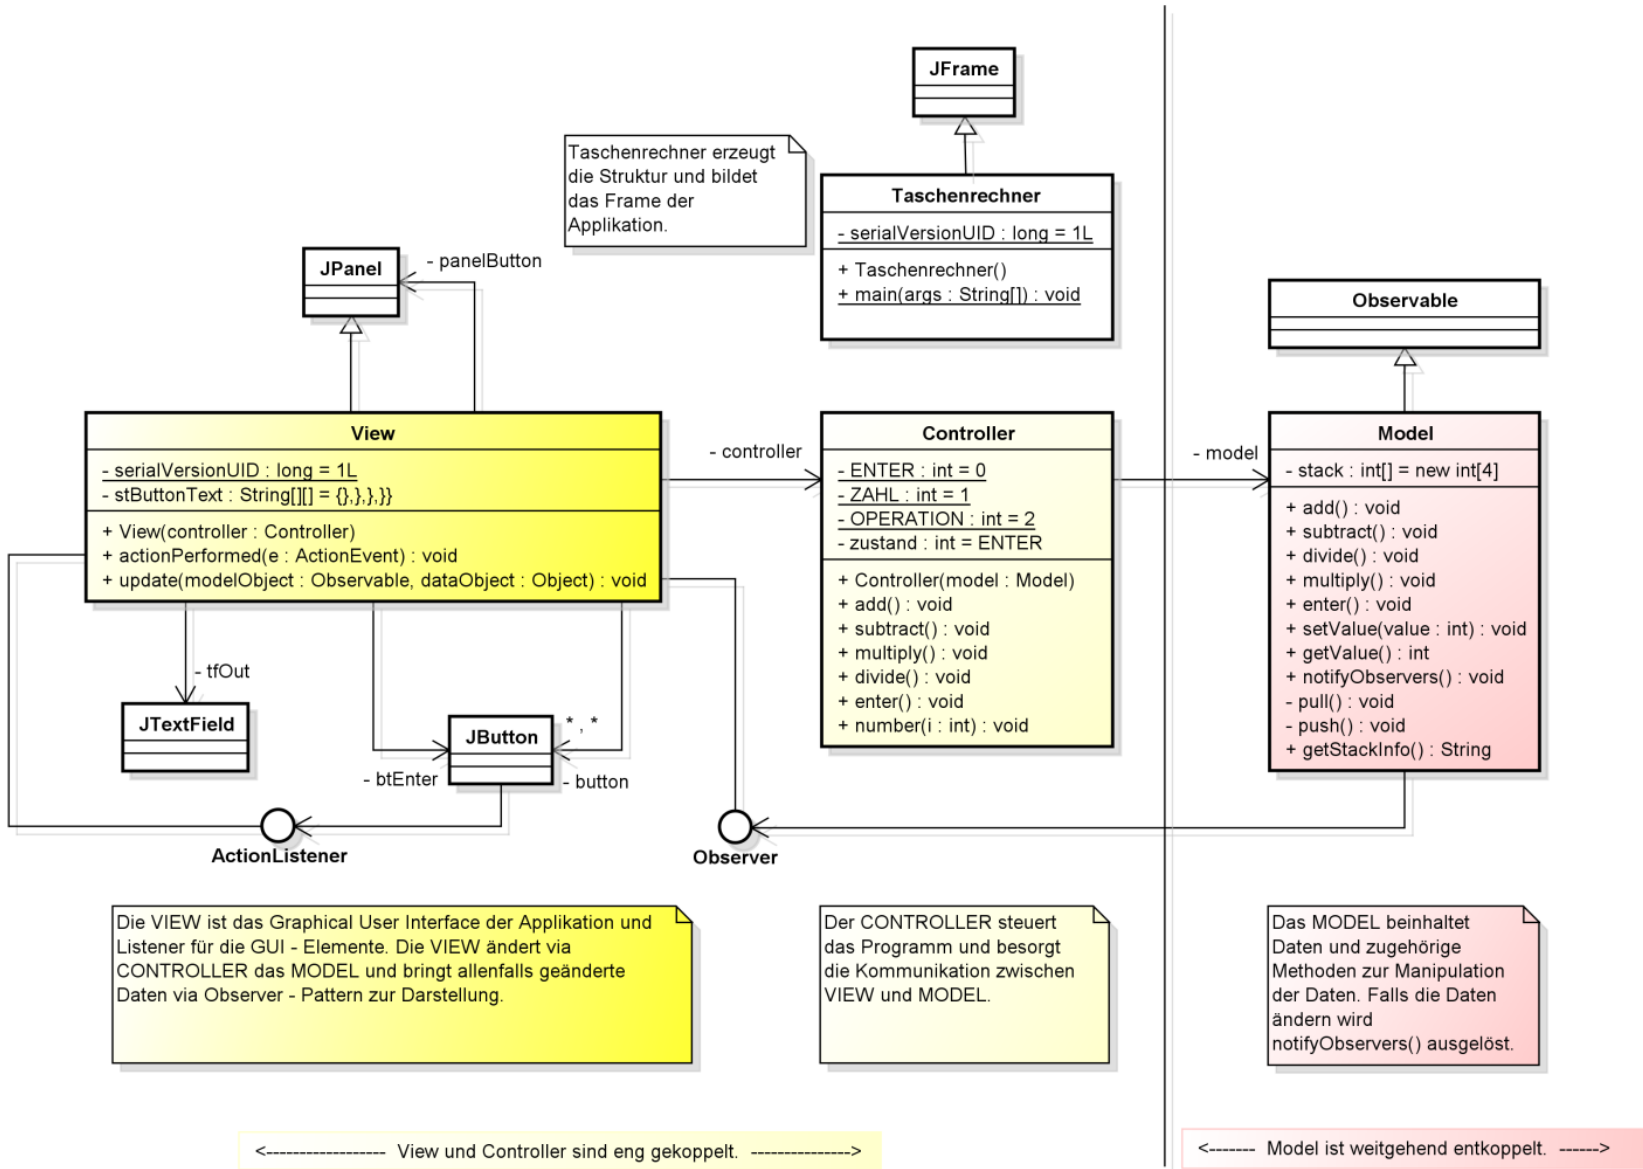 JFrame
Taschenrechner erzeugt
die Struktur und bildet
das Frame der
Applikation.
Taschenrechner
- serialVersionUID : long = 1L
+ Taschenrechner()
+ main(args : String[]) : void
JPanel
- panelButton
Observable
View
- serialVersionUID : long = 1L
- stButtonText : String[][] = {},},},}}
+ View(controller : Controller)
+ actionPerformed(e : ActionEvent) : void
+ update(modelObject : Observable, dataObject : Object) : void
- controller
Controller
- ENTER : int = 0
- ZAHL : int = 1
- OPERATION : int = 2
- zustand : int = ENTER
+ Controller(model : Model)
+ add() : void
+ subtract() : void
+ multiply() : void
+ divide() : void
+ enter() : void
+ number(i : int) : void
- model
Model
- stack : int[] = new int[4]
+ add() : void
+ subtract() : void
+ divide() : void
+ multiply() : void
+ enter() : void
+ setValue(value : int) : void
+ getValue() : int
+ notifyObservers() : void
- pull() : void
- push() : void
+ getStackInfo() : String
- tfOut
JTextField
JButton
* , *
- btEnter
- button
ActionListener
Observer
Die VIEW ist das Graphical User Interface der Applikation und
Listener für die GUI - Elemente. Die VIEW ändert via
CONTROLLER das MODEL und bringt allenfalls geänderte
Daten via Observer - Pattern zur Darstellung.
Der CONTROLLER steuert
das Programm und besorgt
die Kommunikation zwischen
VIEW und MODEL.
Das MODEL beinhaltet
Daten und zugehörige
Methoden zur Manipulation
der Daten. Falls die Daten
ändern wird
notifyObservers() ausgelöst.
<------------------ View und Controller sind eng gekoppelt. --------------->
<------- Model ist weitgehend entkoppelt. ------>